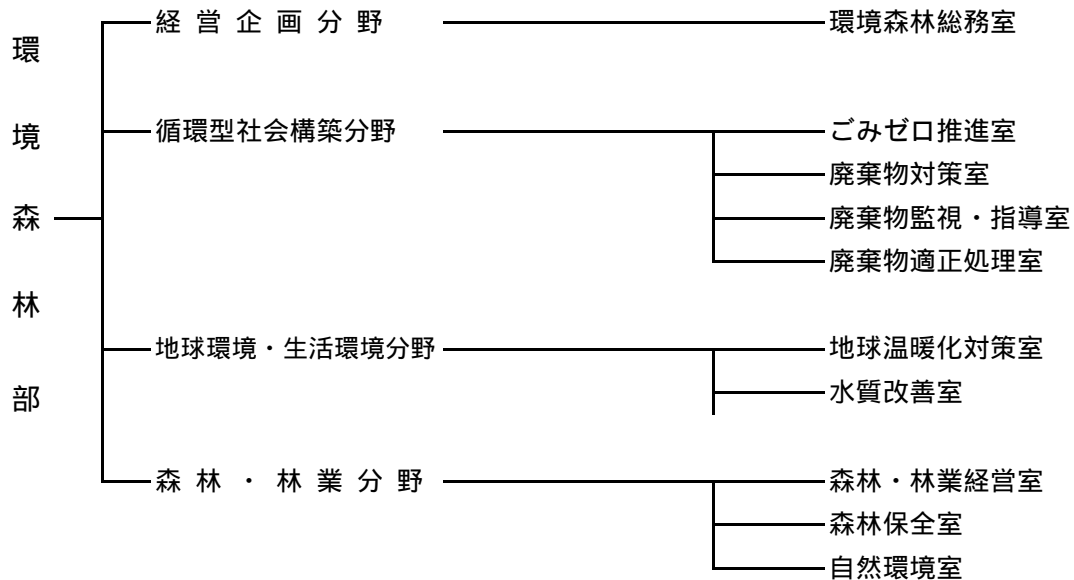 環境森林部
経営企画分野
環境森林総務室
循環型社会構築分野
ごみゼロ推進室
廃棄物対策室
廃棄物監視・指導室
廃棄物適正処理室
地球環境・生活環境分野
地球温暖化対策室
水質改善室
森林・林業分野
森林・林業経営室
森林保全室
自然環境室